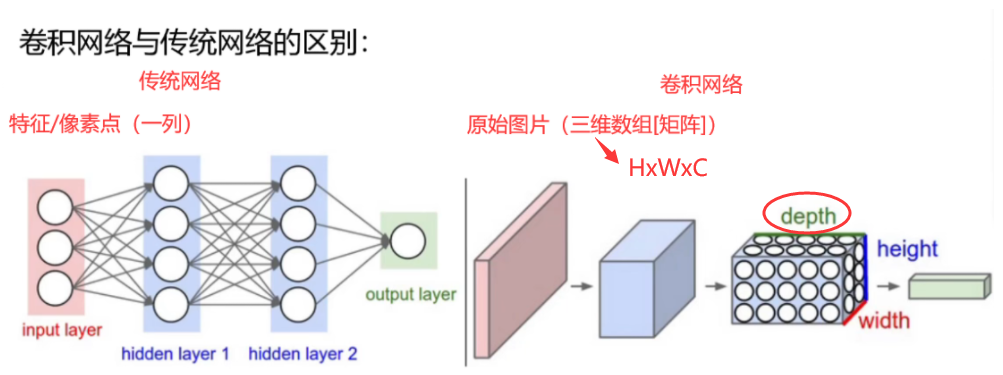 卷积网络与传统网络的区别：
传统网络
特征/像素点（一列）
input layer
hidden layer 1
hidden layer 2
output layer
卷积网络
原始图片（三维数组[矩阵]）
HxWxC
depth
height
width